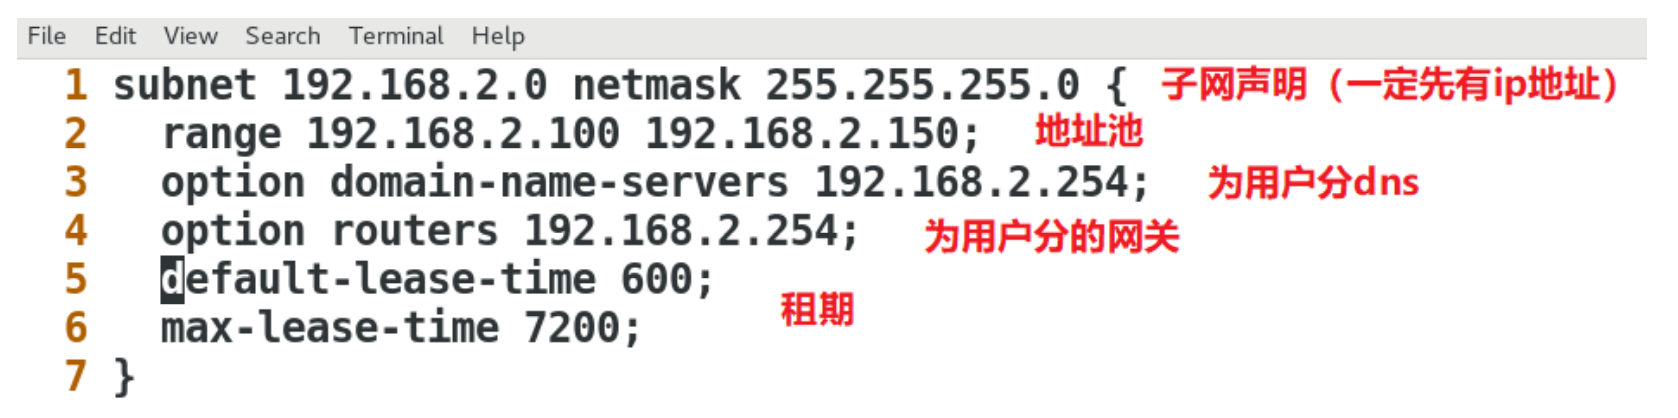 File Edit View Search Terminal Help
1 subnet 192.168.2.0 netmask 255.255.255.0 { 子网声明（一定先有ip地址）
2 range 192.168.2.100 192.168.2.150; 地址池
3 option domain-name-servers 192.168.2.254; 为用户分dns
4 option routers 192.168.2.254; 为用户分的网关
5 default-lease-time 600;
租期
6 max-lease-time 7200;
7 }